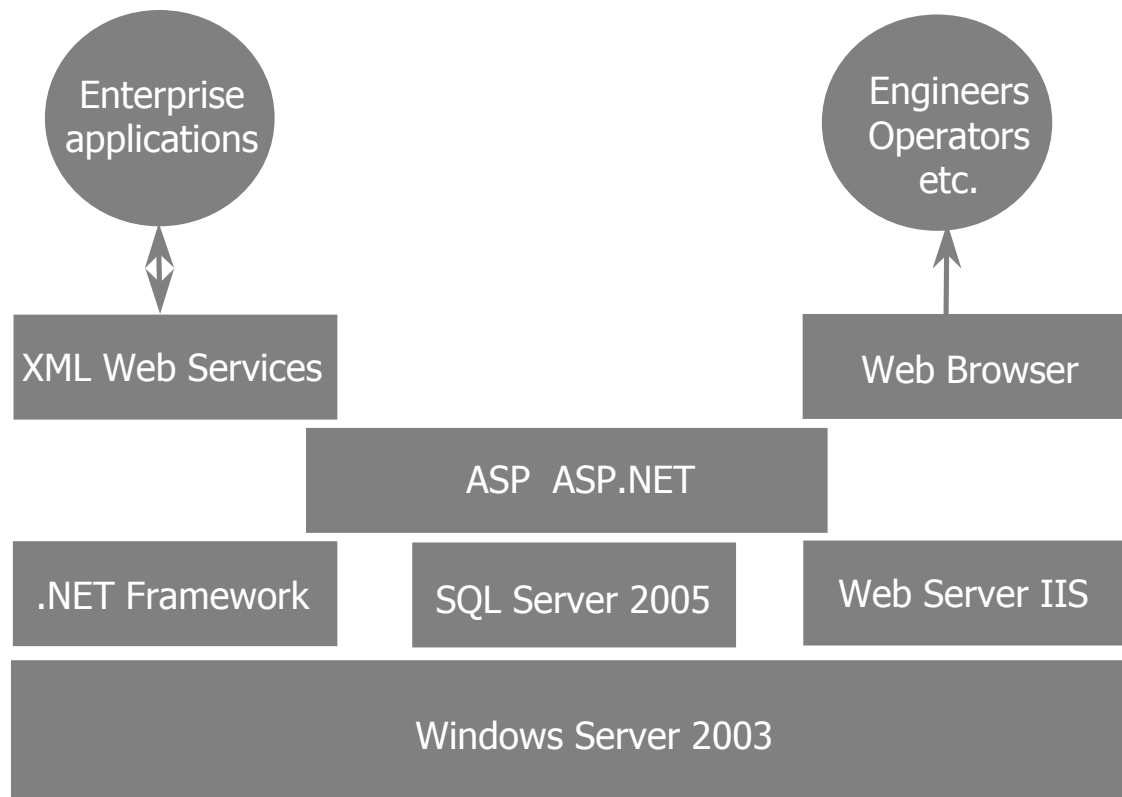 Enterprise
applications
Engineers
Operators
etc.
XML Web Services
Web Browser
ASP ASP.NET
.NET Framework
SQL Server 2005
Web Server IIS
Windows Server 2003